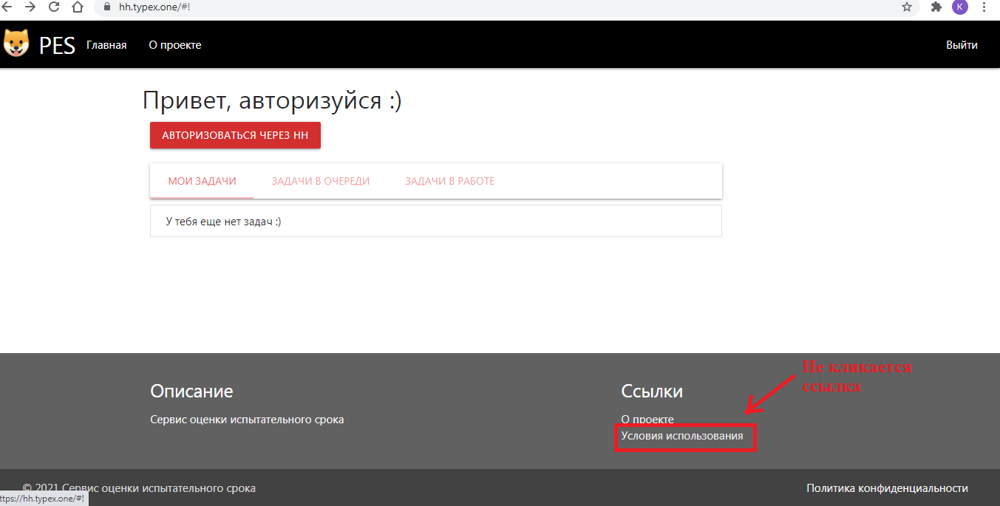 hh.typex.one/#!
K
PES Главная О проекте Выйти
Привет, авторизуйся :)
АВТОРИЗОВАТЬСЯ ЧЕРЕЗ HH
МОИ ЗАДАЧИ ЗАДАЧИ В ОЧЕРЕДИ ЗАДАЧИ В РАБОТЕ
У тебя еще нет задач :)
Не кликается
ссылка
Описание
Ссылки
Сервис оценки испытательного срока
О проекте
Условия использования
© 2021 Сервис оценки испытательного срока
Политика конфиденциальности
ttps://hh.typex.one/#!